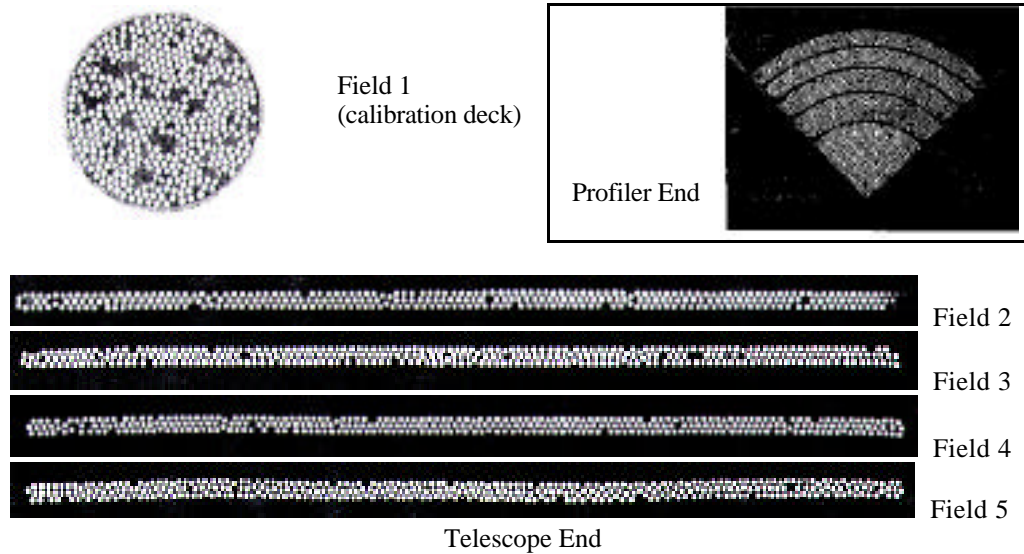 Field 1
(calibration deck)
Profiler End
Field 2
Field 3
Field 4
Field 5
Telescope End